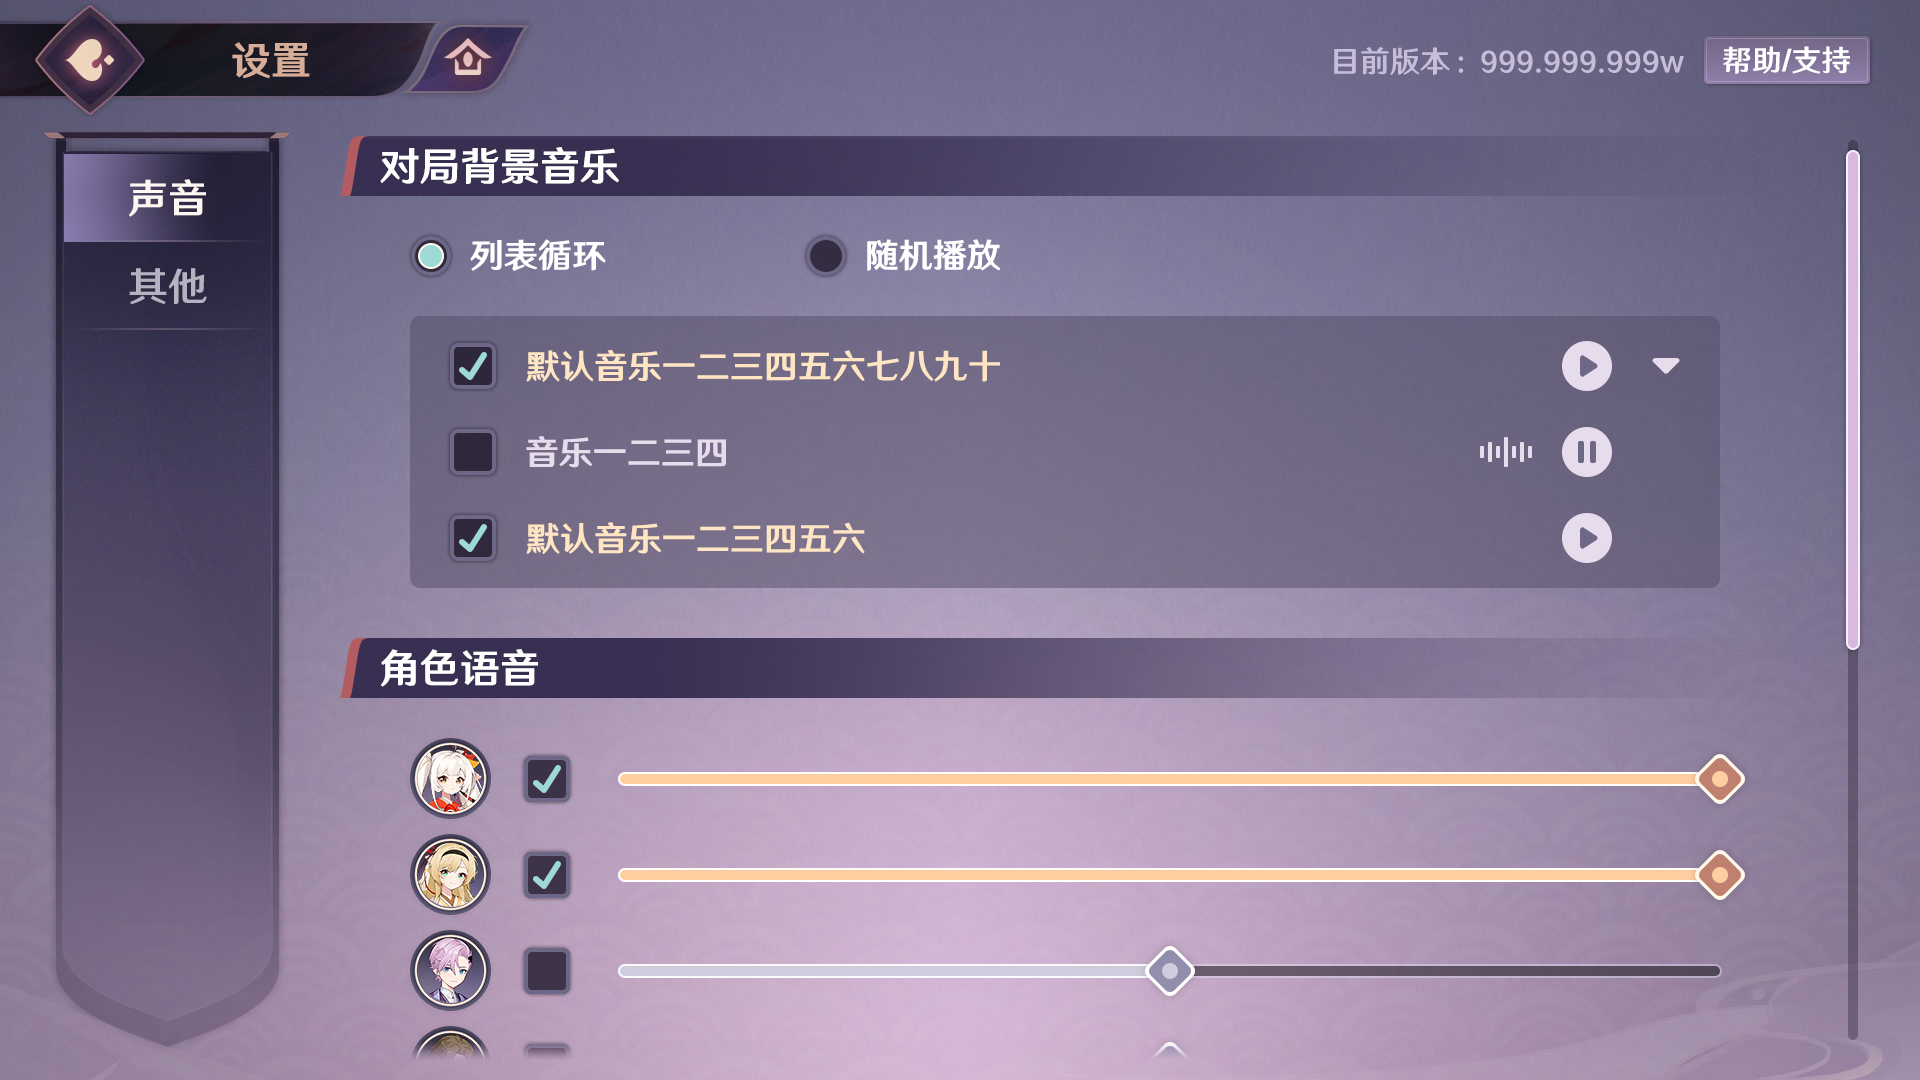 设置
目前版本：999.999.999w
帮助/支持
声音
其他
对局背景音乐
列表循环
随机播放
默认音乐一二三四五六七八九十
音乐一二三四
默认音乐一二三四五六
角色语音